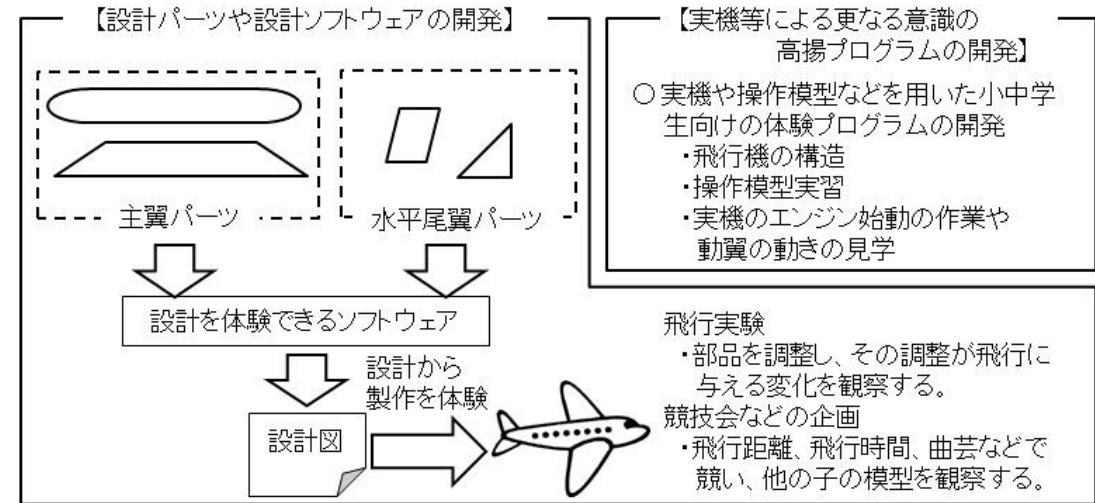 【設計パーツや設計ソフトウェアの開発】
主翼パーツ
水平尾翼パーツ
設計を体験できるソフトウェア
設計から
製作を体験
設計図
【実機等による更なる意識の
高揚プログラムの開発】
○実機や操作模型などを用いた小中学
生向けの体験プログラムの開発
・飛行機の構造
・操作模型実習
・実機のエンジン始動の作業や
動翼の動きの見学
飛行実験
・部品を調整し、その調整が飛行に
与える変化を観察する。
競技会などの企画
・飛行距離、飛行時間、曲芸などで
競い、他の子の模型を観察する。